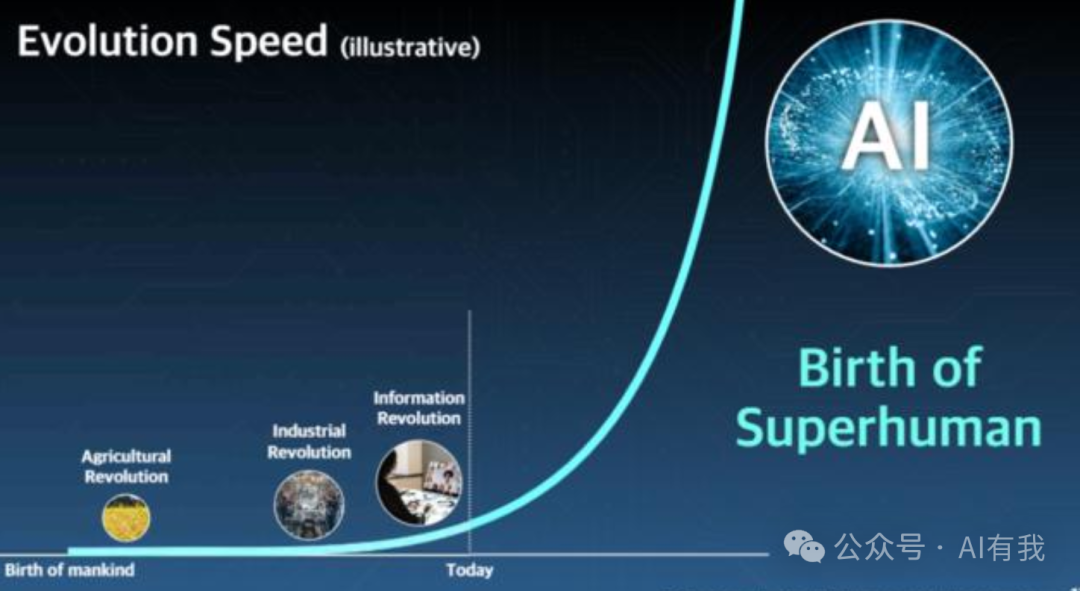 Evolution Speed (illustrative)
AI
Birth of
Superhuman
Information
Revolution
Industrial
Revolution
Agricultural
Revolution
Birth of mankind
Today
公众号 · AI有我